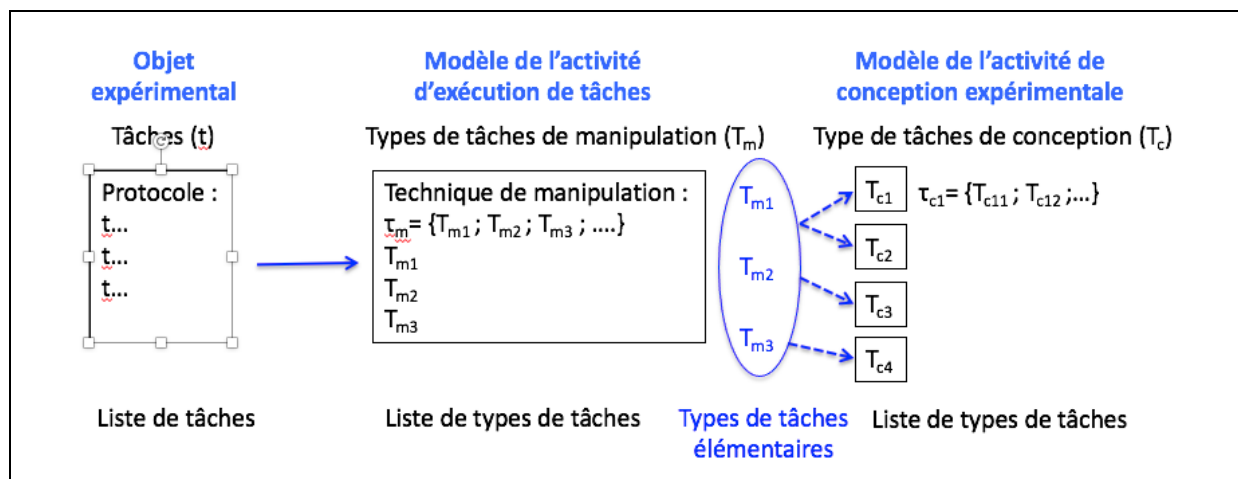 Objet
expérimental
Tâches (t)
Protocole :
t...
t...
t...
Liste de tâches
Modèle de l'activité
d'exécution de tâches
Types de tâches de manipulation (Tm)
Technique de manipulation :
τm= {Tm1 ; Tm2 ; Tm3 ; ....}
Tm1
Tm2
Tm3
Liste de types de tâches
Tm1
Tm2
Tm3
Types de tâches
élémentaires
Modèle de l'activité de
conception expérimentale
Type de tâches de conception (Tc)
Tc1 τc1= {Tc11 ; Tc12 ;...}
Tc2
Tc3
Tc4
Liste de types de tâches